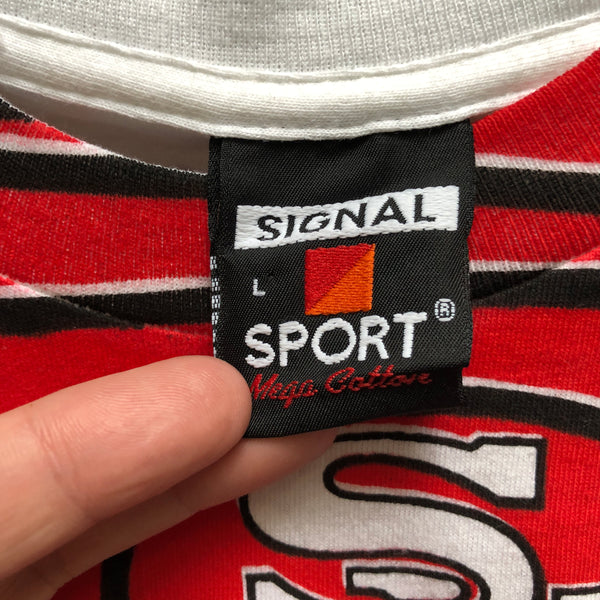 SIGNAL
L
SPORT®
Mega Cotton
S